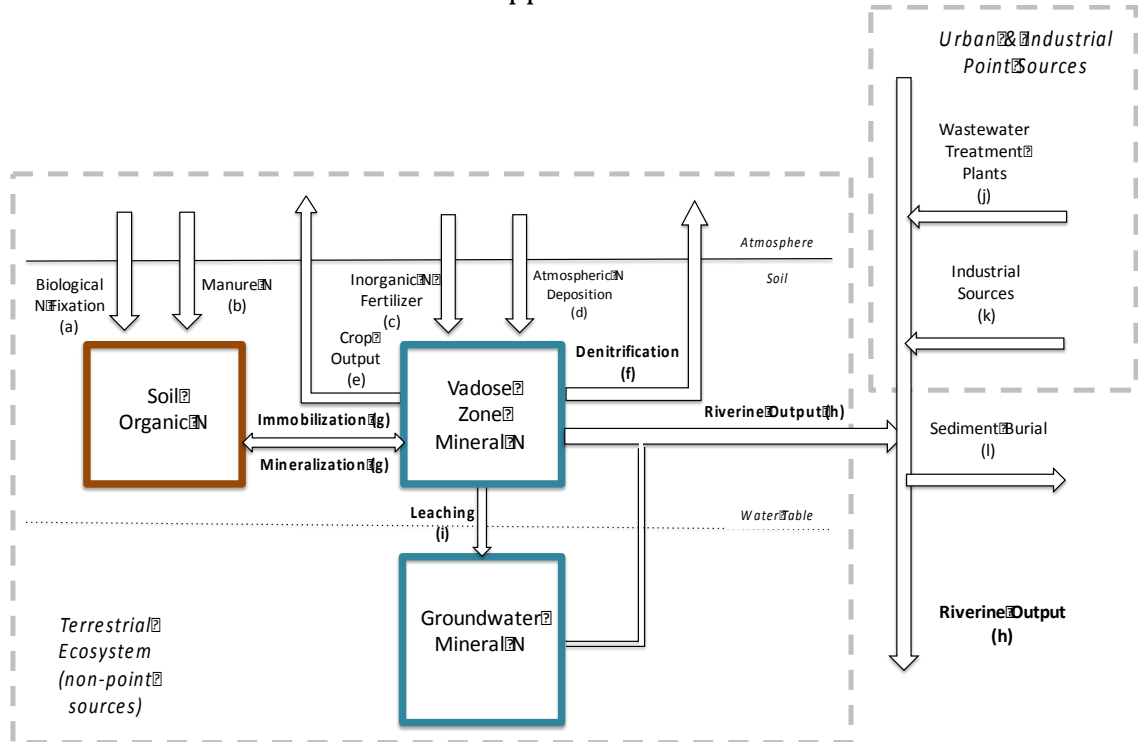 Urban & Industrial
Point Sources
Wastewater
Treatment
Plants
(j)
Atmosphere
Soil
Biological
N Fixation
(a)
Manure N
(b)
Inorganic N
Fertilizer
(c)
Atmospheric N
Deposition
(d)
Industrial
Sources
(k)
Crop
Output
(e)
Denitrification
(f)
Soil
Organic N
Vadose
Zone
Mineral N
Immobilization (g)
Mineralization (g)
Riverine Output (h)
Sediment Burial
(l)
Leaching
(i)
Water Table
Groundwater
Mineral N
Terrestrial
Ecosystem
(non-point
sources)
Riverine Output
(h)